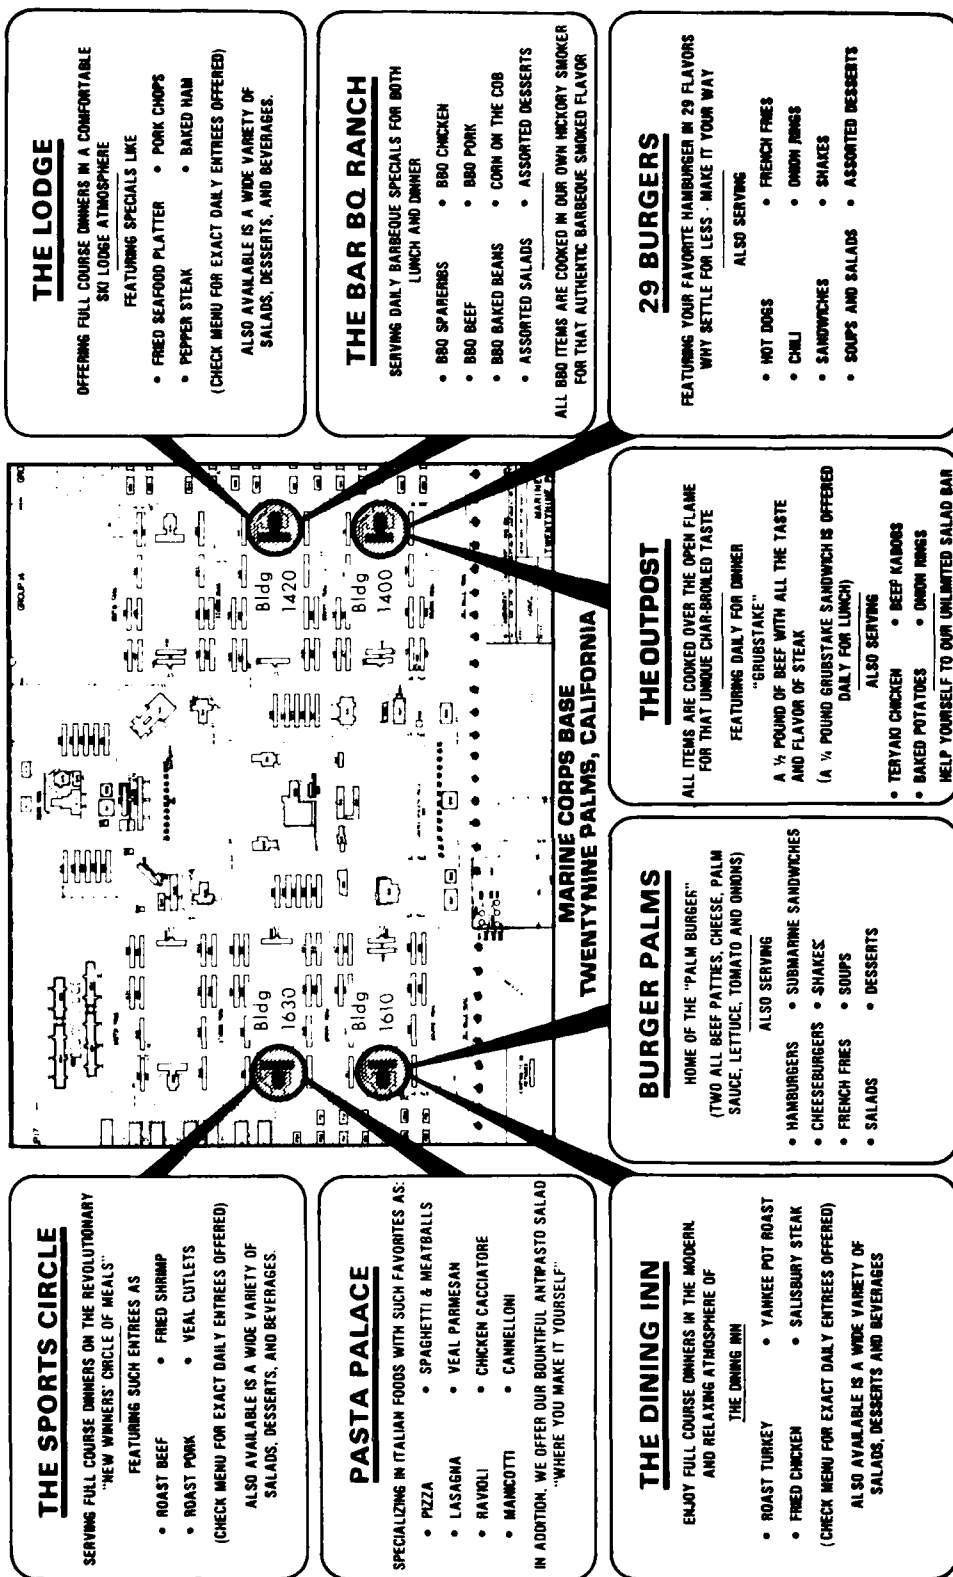 THE SPORTS CIRCLE
SERVING FULL COURSE DINNERS ON THE REVOLUTIONARY
"NEW WINNERS' CIRCLE OF MEALS"
FEATURING SUCH ENTREES AS
• ROAST BEEF • FRIED SHRIMP
• ROAST PORK • VEAL CUTLETS
(CHECK MENU FOR EXACT DAILY ENTREES OFFERED)
ALSO AVAILABLE IS A WIDE VARIETY OF
SALADS, DESSERTS, AND BEVERAGES.
PASTA PALACE
SPECIALIZING IN ITALIAN FOODS WITH SUCH FAVORITES AS:
• PIZZA • SPAGHETTI & MEATBALLS
• LASAGNA • VEAL PARMESAN
• RAVIOLI • CHICKEN CACCIATORE
• MANICOTTI • CANNELLONI
IN ADDITION, WE OFFER OUR BOUNTIFUL ANTIPASTO SALAD
"WHERE YOU MAKE IT YOURSELF"
THE DINING INN
ENJOY FULL COURSE DINNERS IN THE MODERN
AND RELAXING ATMOSPHERE OF
THE DINING INN
• ROAST TURKEY • YANKEE POT ROAST
• FRIED CHICKEN • SALISBURY STEAK
(CHECK MENU FOR EXACT DAILY ENTREES OFFERED)
ALSO AVAILABLE IS A WIDE VARIETY OF
SALADS, DESSERTS AND BEVERAGES
GROUP 14
Bldg
1630
Bldg
1610
Bldg
1420
Bldg
1400
MARINE
TWENTYNINE P
MARINE CORPS BASE
TWENTYNINE PALMS, CALIFORNIA
BURGER PALMS
HOME OF THE "PALM BURGER"
(TWO ALL BEEF PATTIES, CHEESE, PALM
SAUCE, LETTUCE, TOMATO AND ONIONS)
ALSO SERVING
• HAMBURGERS • SUBMARINE SANDWICHES
• CHEESEBURGERS • SHAKES
• FRENCH FRIES • SOUPS
• SALADS • DESSERTS
THE OUTPOST
ALL ITEMS ARE COOKED OVER THE OPEN FLAME
FOR THAT UNIQUE CHAR-BROILED TASTE
FEATURING DAILY FOR DINNER
"GRUBSTAKE"
A ½ POUND OF BEEF WITH ALL THE TASTE
AND FLAVOR OF STEAK
(A ¼ POUND GRUBSTAKE SANDWICH IS OFFERED
DAILY FOR LUNCH)
ALSO SERVING
• TERYAKI CHICKEN • BEEF KABOBS
• BAKED POTATOES • ONION RINGS
HELP YOURSELF TO OUR UNLIMITED SALAD BAR
THE LODGE
OFFERING FULL COURSE DINNERS IN A COMFORTABLE
SKI LODGE ATMOSPHERE
FEATURING SPECIALS LIKE
• FRIED SEAFOOD PLATTER • PORK CHOPS
• PEPPER STEAK • BAKED HAM
(CHECK MENU FOR EXACT DAILY ENTREES OFFERED)
ALSO AVAILABLE IS A WIDE VARIETY OF
SALADS, DESSERTS, AND BEVERAGES.
THE BAR BQ RANCH
SERVING DAILY BARBEQUE SPECIALS FOR BOTH
LUNCH AND DINNER
• BBQ SPARERIBS • BBQ CHICKEN
• BBQ BEEF • BBQ PORK
• BBQ BAKED BEANS • CORN ON THE COB
• ASSORTED SALADS • ASSORTED DESSERTS
ALL BBQ ITEMS ARE COOKED IN OUR OWN HICKORY SMOKER
FOR THAT AUTHENTIC BARBEQUE SMOKED FLAVOR
29 BURGERS
FEATURING YOUR FAVORITE HAMBURGER IN 29 FLAVORS
WHY SETTLE FOR LESS - MAKE IT YOUR WAY
ALSO SERVING
• HOT DOGS • FRENCH FRIES
• CHILI • ONION RINGS
• SANDWICHES • SHAKES
• SOUPS AND SALADS • ASSORTED DESSERTS